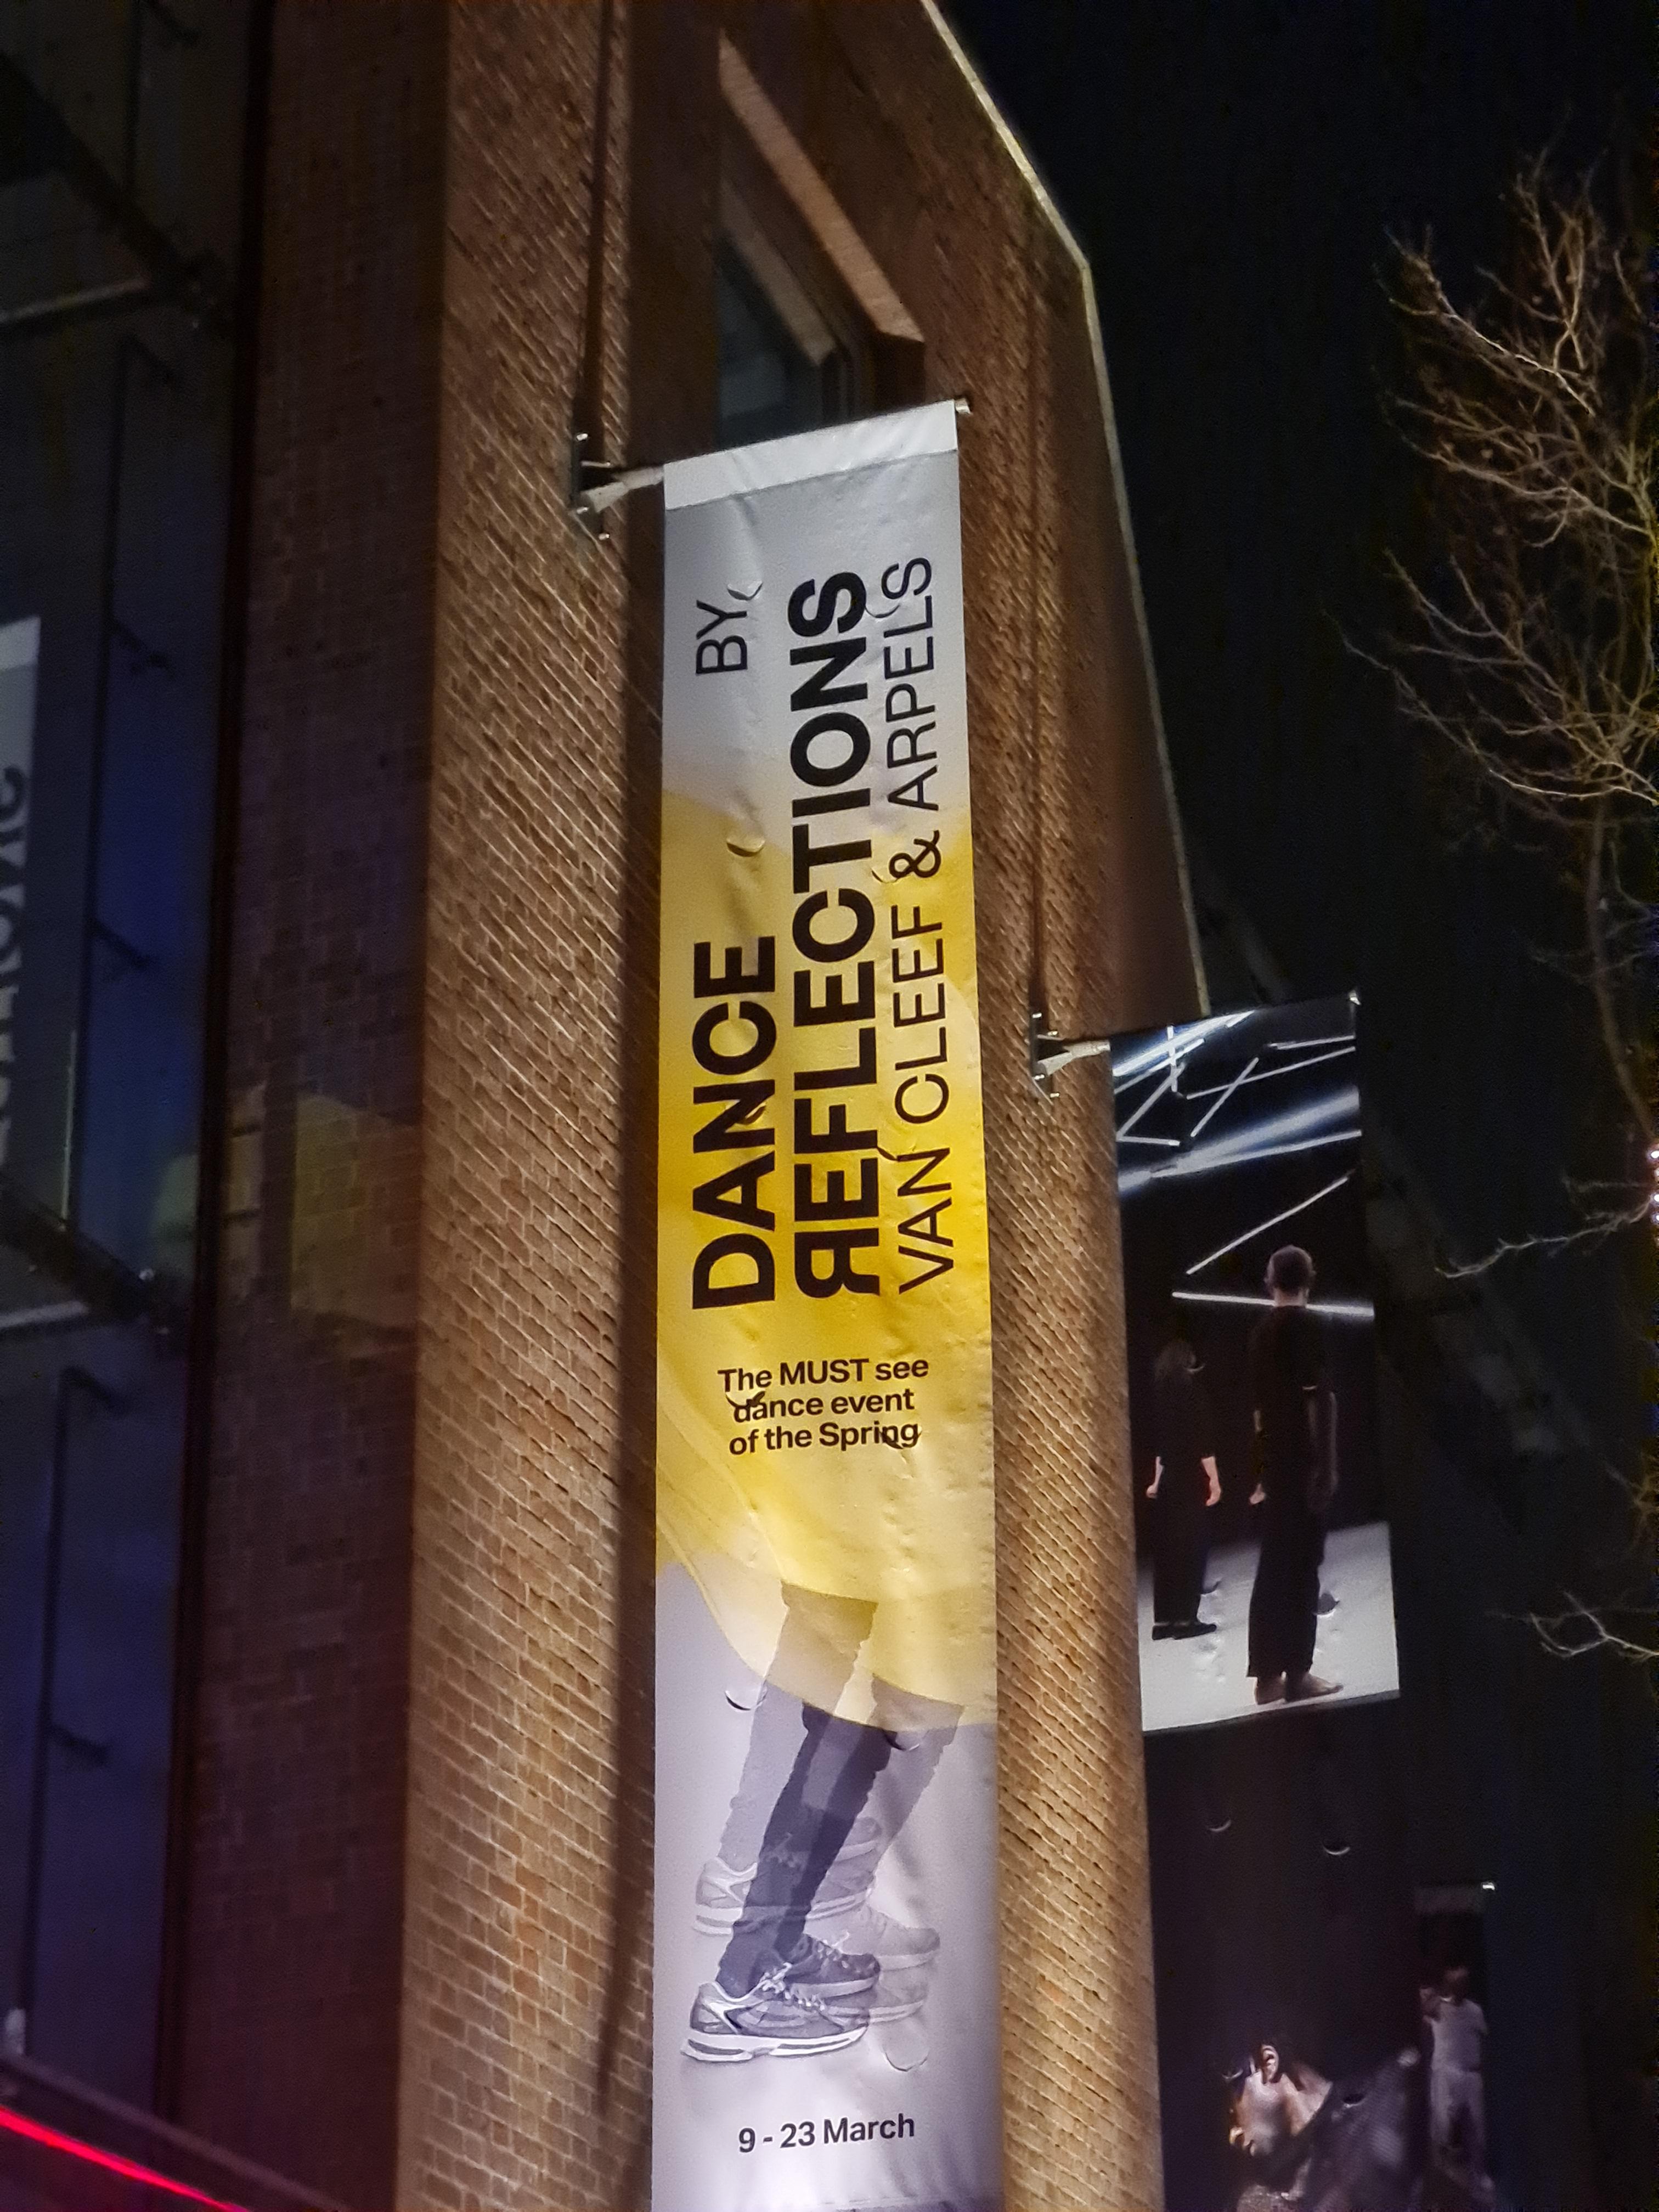 DANCE BY
REFLECTIONS
VAN CLEEF & ARPELS
The MUST see
dance event
of the Spring
9 - 23 March